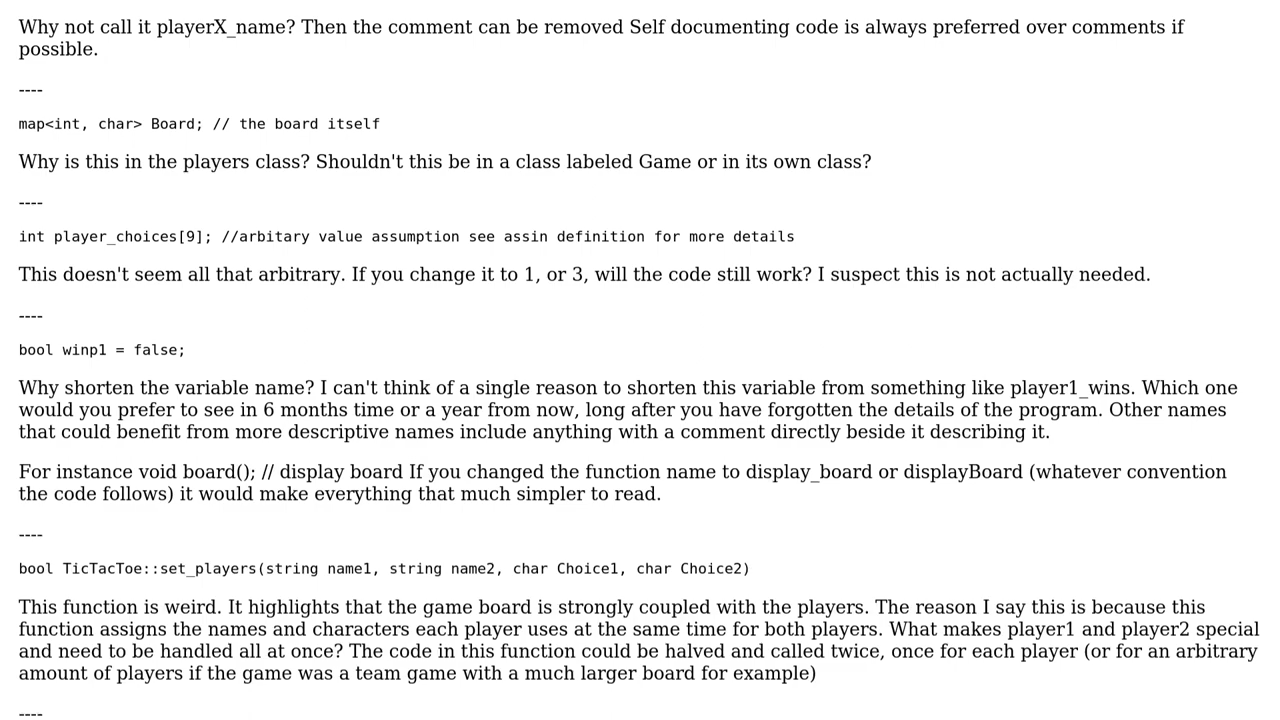 Why not call it playerX_name? Then the comment can be removed Self documenting code is always preferred over comments if
possible.
----
map<int, char> Board; // the board itself
Why is this in the players class? Shouldn't this be in a class labeled Game or in its own class?
----
int player_choices[9]; //arbitary value assumption see assin definition for more details
This doesn't seem all that arbitrary. If you change it to 1, or 3, will the code still work? I suspect this is not actually needed.
----
bool winp1 = false;
Why shorten the variable name? I can't think of a single reason to shorten this variable from something like player1_wins. Which one
would you prefer to see in 6 months time or a year from now, long after you have forgotten the details of the program. Other names
that could benefit from more descriptive names include anything with a comment directly beside it describing it.
For instance void board(); // display board If you changed the function name to display_board or displayBoard (whatever convention
the code follows) it would make everything that much simpler to read.
----
bool TicTacToe::set_players(string name1, string name2, char Choice1, char Choice2)
This function is weird. It highlights that the game board is strongly coupled with the players. The reason I say this is because this
function assigns the names and characters each player uses at the same time for both players. What makes player1 and player2 special
and need to be handled all at once? The code in this function could be halved and called twice, once for each player (or for an arbitrary
amount of players if the game was a team game with a much larger board for example)
----